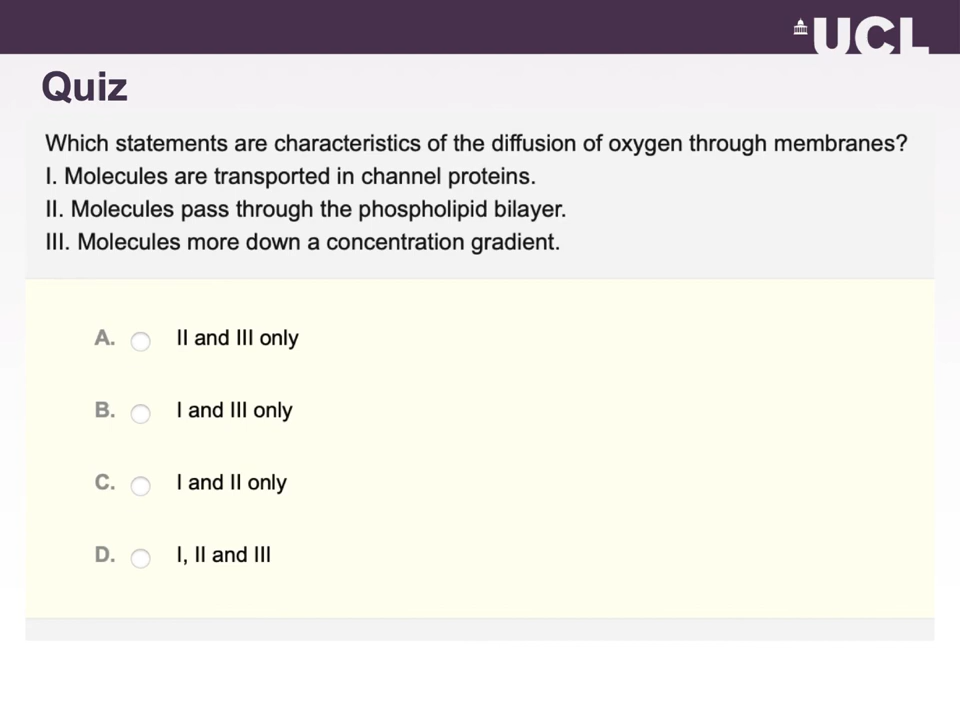 UCL
Quiz
Which statements are characteristics of the diffusion of oxygen through membranes?
I. Molecules are transported in channel proteins.
II. Molecules pass through the phospholipid bilayer.
III. Molecules more down a concentration gradient.
A. II and III only
B. I and III only
C. I and II only
D. I, II and III